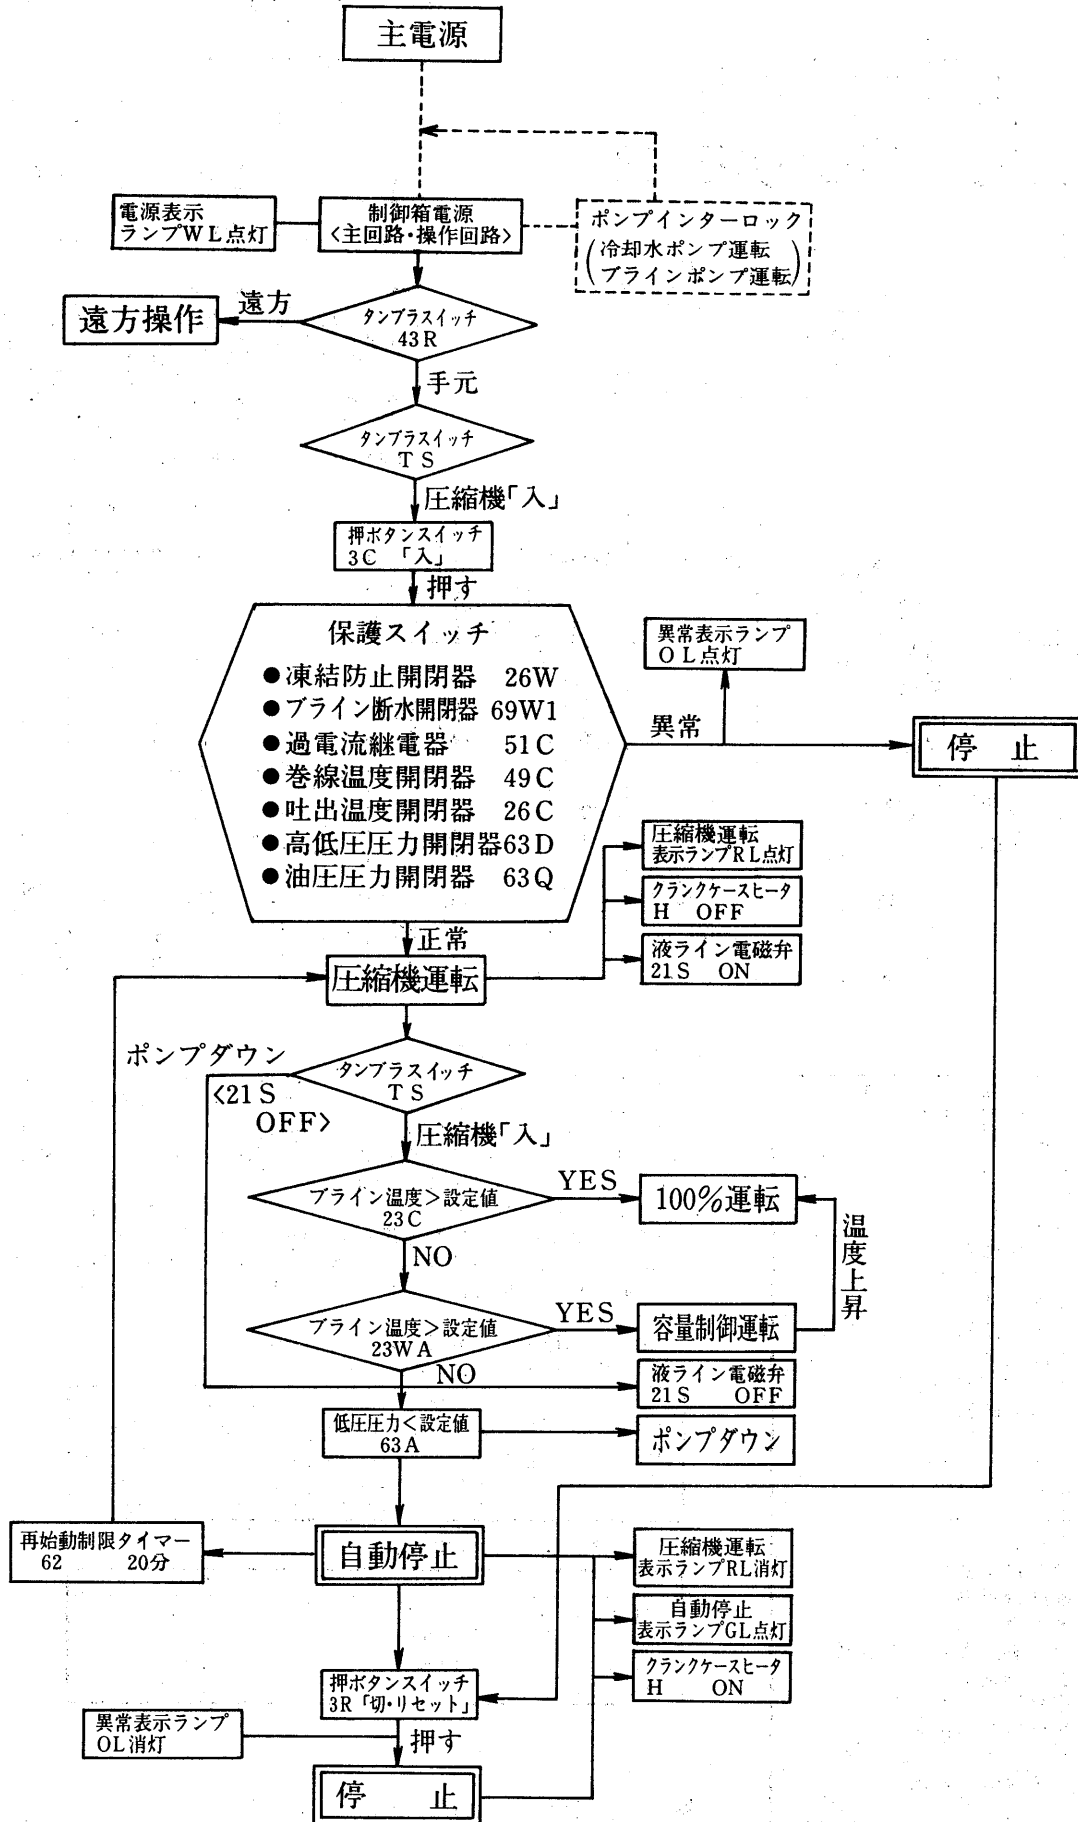 主電源
電源表示
ランプWL点灯
制御箱電源
<主回路・操作回路>
ポンプインターロック
(冷却水ポンプ運転
ブラインポンプ運転)
遠方操作
遠方
タンブラスイッチ
43R
手元
タンブラスイッチ
TS
圧縮機「入」
押ボタンスイッチ
3C 「入」
押す
保護スイッチ
●凍結防止開閉器 26W
●ブライン断水開閉器 69W1
●過電流継電器 51C
●巻線温度開閉器 49C
●吐出温度開閉器 26C
●高低圧圧力開閉器63D
●油圧圧力開閉器 63Q
異常表示ランプ
OL点灯
異常
停 止
正常
圧縮機運転
圧縮機運転
表示ランプRL点灯
クランクケースヒータ
H OFF
液ライン電磁弁
21S ON
ポンプダウン
<21S
OFF>
タンブラスイッチ
TS
圧縮機「入」
ブライン温度>設定値
23C
YES
100%運転
NO
温度上昇
ブライン温度>設定値
23WA
YES
容量制御運転
NO
液ライン電磁弁
21S OFF
低圧圧力<設定値
63A
ポンプダウン
再始動制限タイマー
62 20分
自動停止
圧縮機運転
表示ランプRL消灯
自動停止
表示ランプGL点灯
クランクケースヒータ
H ON
押ボタンスイッチ
3R「切・リセット」
異常表示ランプ
OL消灯
押す
停 止